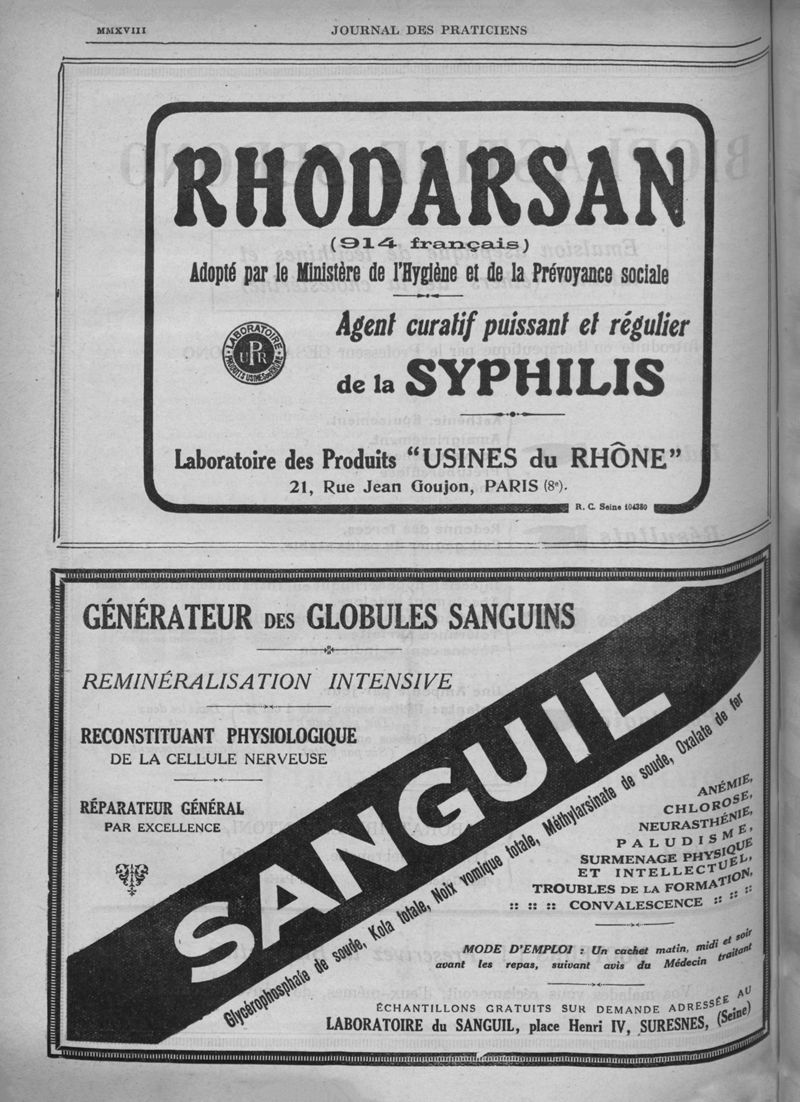 MMXVIII
JOURNAL DES PRATICIENS
RHODARSAN
(914 français)
Adopté par le Ministère de l'Hygiène et de la Prévoyance sociale
Agent curatif puissant et régulier
LABORATOIRE
UPR
de la SYPHILIS
Laboratoire des Produits "USINES du RHÔNE"
21, Rue Jean Goujon, PARIS (8e).
R. C. Seine 104380
GÉNÉRATEUR DES GLOBULES SANGUINS
REMINÉRALISATION INTENSIVE
RECONSTITUANT PHYSIOLOGIQUE
DE LA CELLULE NERVEUSE
RÉPARATEUR GÉNÉRAL
PAR EXCELLENCE
SANGUIL
Glycérophosphate de soude, Kola totale, Noix vomique totale, Méthylarsinate de soude, Oxalate de fer
ANÉMIE,
CHLOROSE,
NEURASTHÉNIE,
PALUDISME,
SURMENAGE PHYSIQUE
ET INTELLECTUEL,
TROUBLES DE LA FORMATION,
:: :: :: :: CONVALESCENCE :: :: ::
MODE D'EMPLOI : Un cachet matin, midi et soir
avant les repas, suivant avis du Médecin traitant
ÉCHANTILLONS GRATUITS SUR DEMANDE ADRESSÉE AU
LABORATOIRE du SANGUIL, place Henri IV, SURESNES, (Seine)